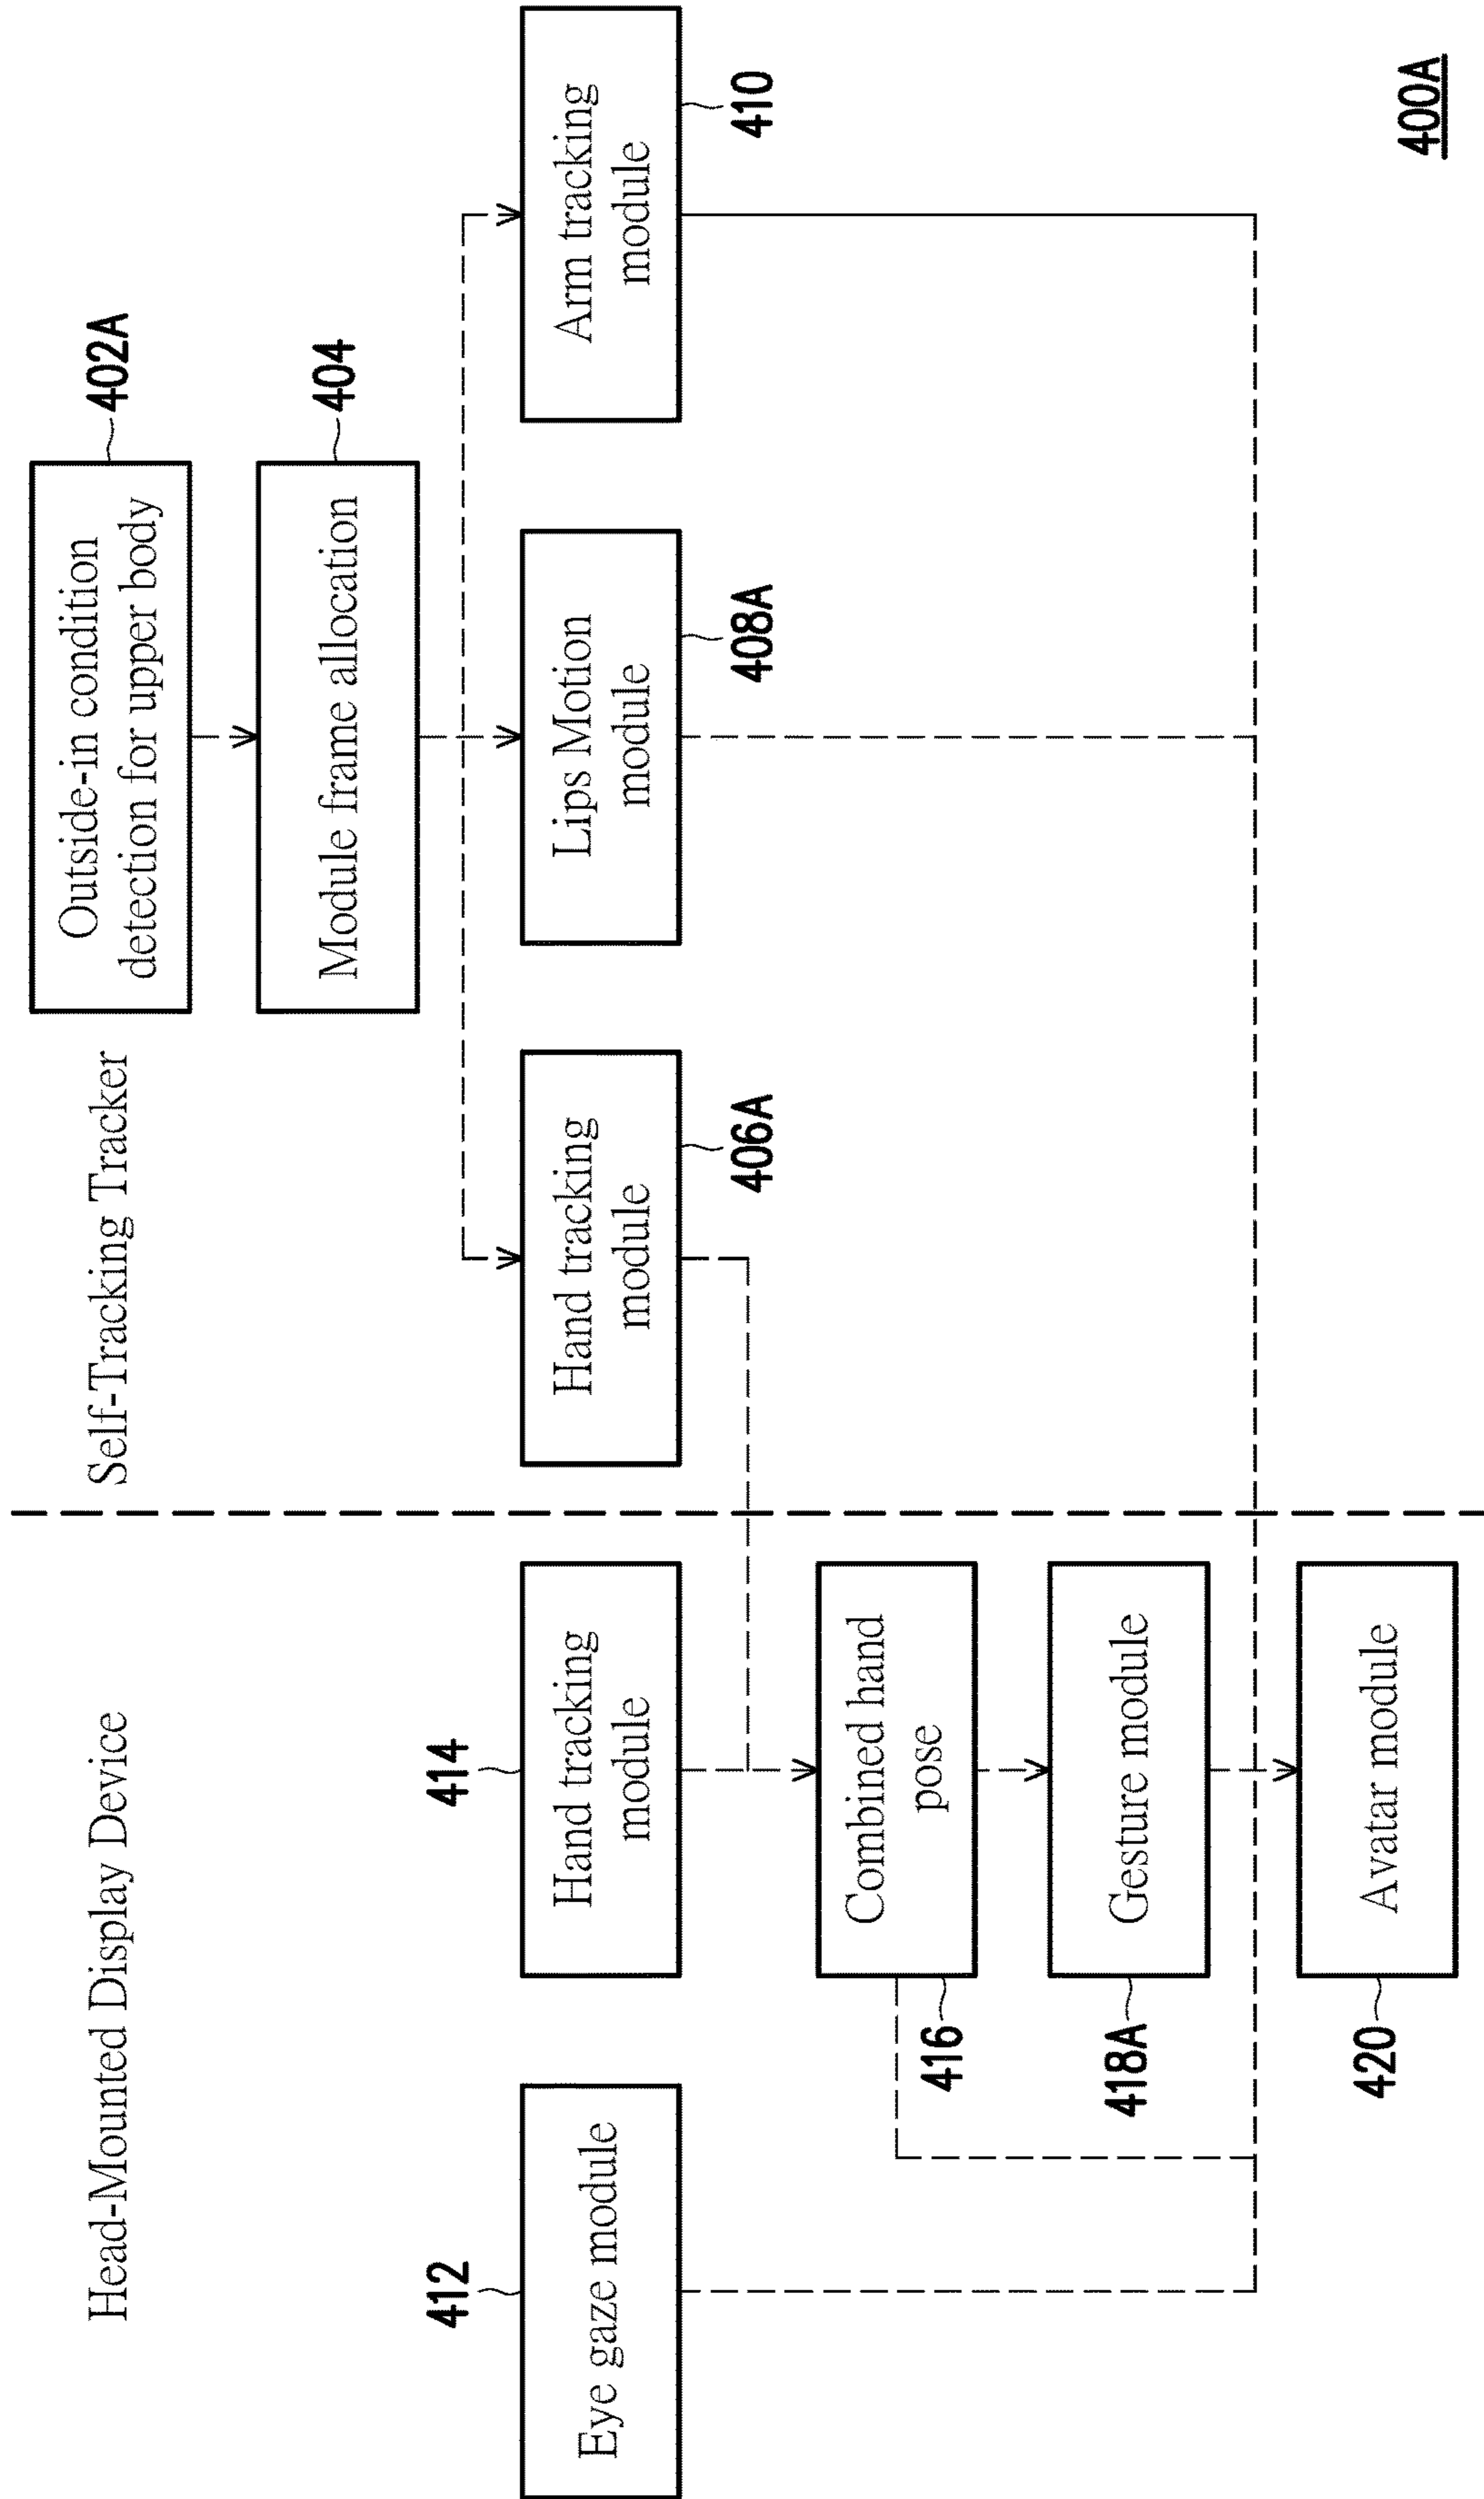 Head-Mounted Display Device
Self-Tracking Tracker
Outside-in condition
detection for upper body
402A
Module frame allocation
404
412
Eye gaze module
414
Hand tracking
module
Hand tracking
module
406A
Lips Motion
module
408A
Arm tracking
module
410
Combined hand
pose
416
Gesture module
418A
Avatar module
420
400A